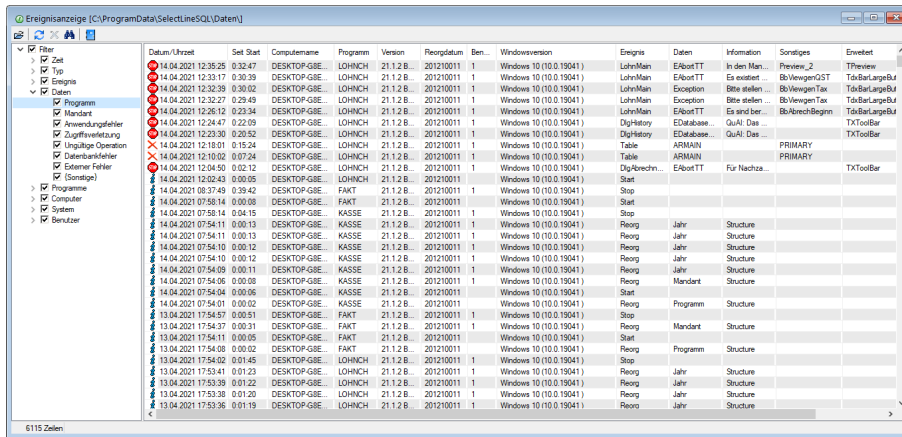 Ereignisanzeige [C:\ProgramData\SelectLineSQL\Daten\]
Filter
Zeit
Typ
Ereignis
Daten
Programm
Mandant
Anwendungsfehler
Zugriffsverletzung
Ungültige Operation
Datenbankfehler
Externer Fehler
{Sonstige}
Programme
Computer
System
Benutzer
Datum/Uhrzeit Seit Start Computername Programm Version Reorgdatum Ben... Windowsversion Ereignis Daten Information Sonstiges Erweitert
14.04.2021 12:35:25 0:32:47 DESKTOP-G8E... LOHNCH 21.1.2 B... 201210011 1 Windows 10 (10.0.19041 ) LohnMain EAbortTT In den Man... Preview_2 TPreview
14.04.2021 12:33:17 0:30:39 DESKTOP-G8E... LOHNCH 21.1.2 B... 201210011 1 Windows 10 (10.0.19041 ) LohnMain EAbortTT Es existiert ... BbViewgenQST TdxBarLargeBut
14.04.2021 12:32:39 0:30:02 DESKTOP-G8E... LOHNCH 21.1.2 B... 201210011 1 Windows 10 (10.0.19041 ) LohnMain Exception Bitte stellen ... BbViewgenTax TdxBarLargeBut
14.04.2021 12:32:27 0:29:49 DESKTOP-G8E... LOHNCH 21.1.2 B... 201210011 1 Windows 10 (10.0.19041 ) LohnMain Exception Bitte stellen ... BbViewgenTax TdxBarLargeBut
14.04.2021 12:26:12 0:23:34 DESKTOP-G8E... LOHNCH 21.1.2 B... 201210011 1 Windows 10 (10.0.19041 ) LohnMain EAbortTT Es sind ber... BbAbrechBeginn TdxBarLargeBut
14.04.2021 12:24:47 0:22:09 DESKTOP-G8E... LOHNCH 21.1.2 B... 201210011 1 Windows 10 (10.0.19041 ) DlgHistory EDatabase... QuAl: Das ... TXToolBar
14.04.2021 12:23:30 0:20:52 DESKTOP-G8E... LOHNCH 21.1.2 B... 201210011 1 Windows 10 (10.0.19041 ) DlgHistory EDatabase... QuAl: Das ... TXToolBar
14.04.2021 12:18:01 0:15:24 DESKTOP-G8E... LOHNCH 21.1.2 B... 201210011 1 Windows 10 (10.0.19041 ) Table ARMAIN PRIMARY
14.04.2021 12:10:02 0:07:24 DESKTOP-G8E... LOHNCH 21.1.2 B... 201210011 1 Windows 10 (10.0.19041 ) Table ARMAIN PRIMARY
14.04.2021 12:04:50 0:02:12 DESKTOP-G8E... LOHNCH 21.1.2 B... 201210011 1 Windows 10 (10.0.19041 ) DlgAbrechn... EAbortTT Für Nachza... TXToolBar
14.04.2021 12:02:43 0:00:05 DESKTOP-G8E... LOHNCH 21.1.2 B... 201210011 Windows 10 (10.0.19041 ) Start
14.04.2021 08:37:49 0:39:42 DESKTOP-G8E... FAKT 21.1.2 B... 201210011 1 Windows 10 (10.0.19041 ) Stop
14.04.2021 07:58:14 0:00:08 DESKTOP-G8E... FAKT 21.1.2 B... 201210011 Windows 10 (10.0.19041 ) Start
14.04.2021 07:58:14 0:04:15 DESKTOP-G8E... KASSE 21.1.2 B... 201210011 1 Windows 10 (10.0.19041 ) Stop
14.04.2021 07:54:11 0:00:13 DESKTOP-G8E... KASSE 21.1.2 B... 201210011 1 Windows 10 (10.0.19041 ) Reorg Jahr Structure
14.04.2021 07:54:11 0:00:13 DESKTOP-G8E... KASSE 21.1.2 B... 201210011 1 Windows 10 (10.0.19041 ) Reorg Jahr Structure
14.04.2021 07:54:10 0:00:12 DESKTOP-G8E... KASSE 21.1.2 B... 201210011 1 Windows 10 (10.0.19041 ) Reorg Jahr Structure
14.04.2021 07:54:10 0:00:12 DESKTOP-G8E... KASSE 21.1.2 B... 201210011 1 Windows 10 (10.0.19041 ) Reorg Jahr Structure
14.04.2021 07:54:09 0:00:11 DESKTOP-G8E... KASSE 21.1.2 B... 201210011 1 Windows 10 (10.0.19041 ) Reorg Jahr Structure
14.04.2021 07:54:06 0:00:08 DESKTOP-G8E... KASSE 21.1.2 B... 201210011 1 Windows 10 (10.0.19041 ) Reorg Mandant Structure
14.04.2021 07:54:04 0:00:06 DESKTOP-G8E... KASSE 21.1.2 B... 201210011 Windows 10 (10.0.19041 ) Start
14.04.2021 07:54:01 0:00:02 DESKTOP-G8E... KASSE 21.1.2 B... 201210011 Windows 10 (10.0.19041 ) Reorg Programm Structure
13.04.2021 17:54:57 0:00:51 DESKTOP-G8E... FAKT 21.1.2 B... 201210011 1 Windows 10 (10.0.19041 ) Stop
13.04.2021 17:54:37 0:00:31 DESKTOP-G8E... FAKT 21.1.2 B... 201210011 1 Windows 10 (10.0.19041 ) Reorg Mandant Structure
13.04.2021 17:54:11 0:00:05 DESKTOP-G8E... FAKT 21.1.2 B... 201210011 Windows 10 (10.0.19041 ) Start
13.04.2021 17:54:08 0:00:02 DESKTOP-G8E... FAKT 21.1.2 B... 201210011 Windows 10 (10.0.19041 ) Reorg Programm Structure
13.04.2021 17:54:02 0:01:45 DESKTOP-G8E... LOHNCH 21.1.2 B... 201210011 1 Windows 10 (10.0.19041 ) Stop
13.04.2021 17:53:41 0:01:23 DESKTOP-G8E... LOHNCH 21.1.2 B... 201210011 1 Windows 10 (10.0.19041 ) Reorg Jahr Structure
13.04.2021 17:53:39 0:01:22 DESKTOP-G8E... LOHNCH 21.1.2 B... 201210011 1 Windows 10 (10.0.19041 ) Reorg Jahr Structure
13.04.2021 17:53:38 0:01:20 DESKTOP-G8E... LOHNCH 21.1.2 B... 201210011 1 Windows 10 (10.0.19041 ) Reorg Jahr Structure
13.04.2021 17:53:36 0:01:19 DESKTOP-G8E... LOHNCH 21.1.2 B... 201210011 1 Windows 10 (10.0.19041 ) Reorg Jahr Structure
6115 Zeilen